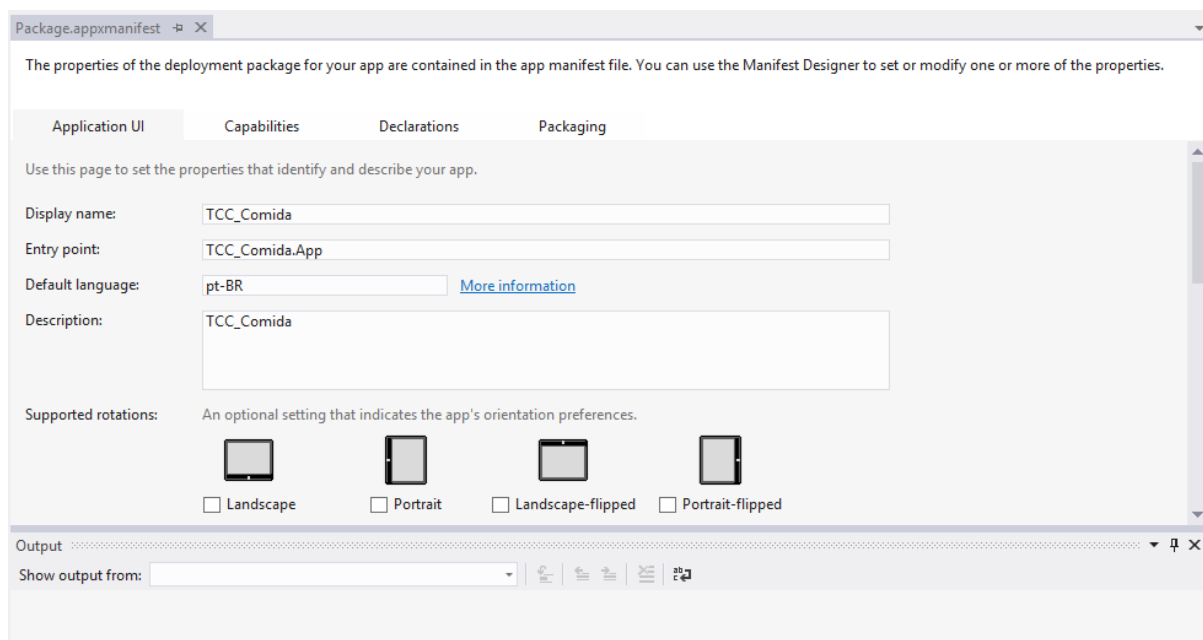 Package.appxmanifest
The properties of the deployment package for your app are contained in the app manifest file. You can use the Manifest Designer to set or modify one or more of the properties.
Application UI Capabilities Declarations Packaging
Use this page to set the properties that identify and describe your app.
Display name: TCC_Comida
Entry point: TCC_Comida.App
Default language: pt-BR More information
Description: TCC_Comida
Supported rotations: An optional setting that indicates the app's orientation preferences.
Landscape Portrait Landscape-flipped Portrait-flipped
Output
Show output from: